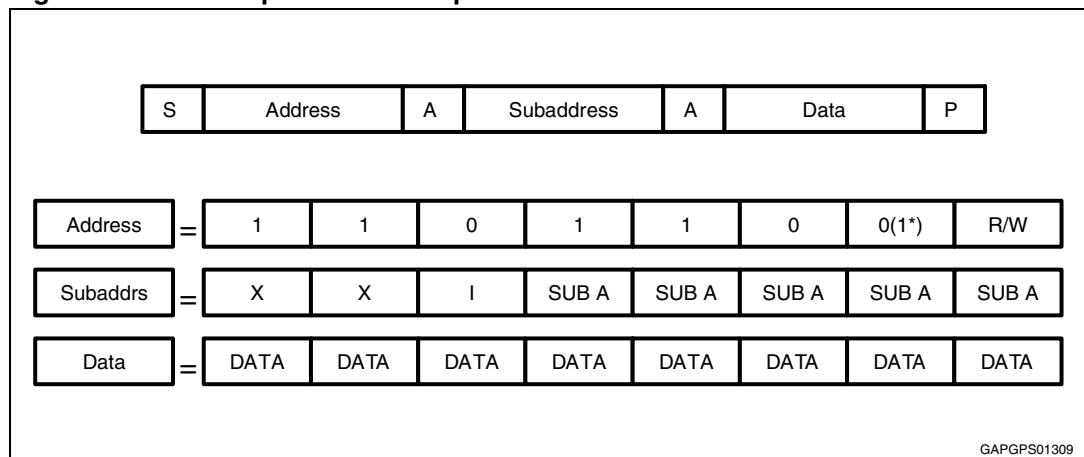 S Address A Subaddress A Data P
Address = 1 1 0 1 1 0 0(1*) R/W
Subaddrs = X X I SUB A SUB A SUB A SUB A SUB A
Data = DATA DATA DATA DATA DATA DATA DATA DATA
GAPGPS01309